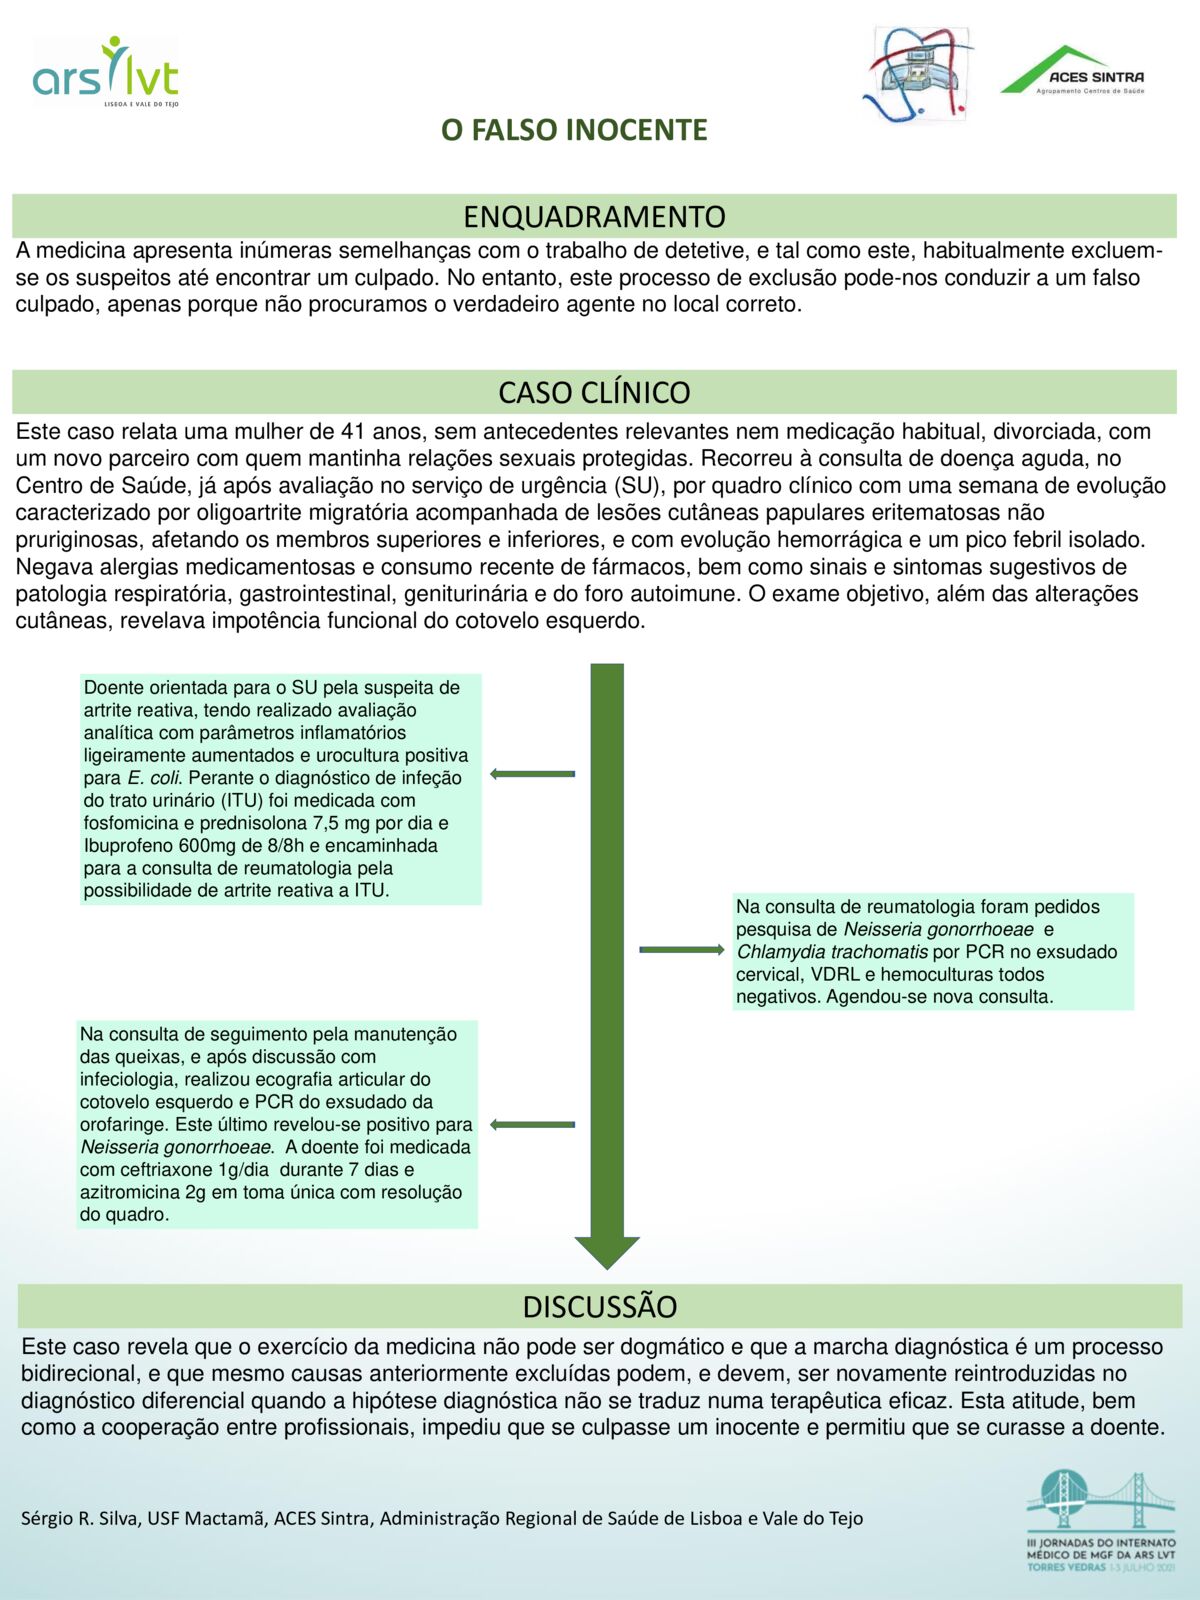 ars lvt
LISBOA E VALE DO TEJO
ACES SINTRA
Agrupamento Centros de Saúde
O FALSO INOCENTE
ENQUADRAMENTO
A medicina apresenta inúmeras semelhanças com o trabalho de detetive, e tal como este, habitualmente excluem-
se os suspeitos até encontrar um culpado. No entanto, este processo de exclusão pode-nos conduzir a um falso
culpado, apenas porque não procuramos o verdadeiro agente no local correto.
CASO CLÍNICO
Este caso relata uma mulher de 41 anos, sem antecedentes relevantes nem medicação habitual, divorciada, com
um novo parceiro com quem mantinha relações sexuais protegidas. Recorreu à consulta de doença aguda, no
Centro de Saúde, já após avaliação no serviço de urgência (SU), por quadro clínico com uma semana de evolução
caracterizado por oligoartrite migratória acompanhada de lesões cutâneas papulares eritematosas não
pruriginosas, afetando os membros superiores e inferiores, e com evolução hemorrágica e um pico febril isolado.
Negava alergias medicamentosas e consumo recente de fármacos, bem como sinais e sintomas sugestivos de
patologia respiratória, gastrointestinal, geniturinária e do foro autoimune. O exame objetivo, além das alterações
cutâneas, revelava impotência funcional do cotovelo esquerdo.
Doente orientada para o SU pela suspeita de
artrite reativa, tendo realizado avaliação
analítica com parâmetros inflamatórios
ligeiramente aumentados e urocultura positiva
para E. coli. Perante o diagnóstico de infeção
do trato urinário (ITU) foi medicada com
fosfomicina e prednisolona 7,5 mg por dia e
Ibuprofeno 600mg de 8/8h e encaminhada
para a consulta de reumatologia pela
possibilidade de artrite reativa a ITU.
Na consulta de reumatologia foram pedidos
pesquisa de Neisseria gonorrhoeae e
Chlamydia trachomatis por PCR no exsudado
cervical, VDRL e hemoculturas todos
negativos. Agendou-se nova consulta.
Na consulta de seguimento pela manutenção
das queixas, e após discussão com
infeciologia, realizou ecografia articular do
cotovelo esquerdo e PCR do exsudado da
orofaringe. Este último revelou-se positivo para
Neisseria gonorrhoeae. A doente foi medicada
com ceftriaxone 1g/dia durante 7 dias e
azitromicina 2g em toma única com resolução
do quadro.
DISCUSSÃO
Este caso revela que o exercício da medicina não pode ser dogmático e que a marcha diagnóstica é um processo
bidirecional, e que mesmo causas anteriormente excluídas podem, e devem, ser novamente reintroduzidas no
diagnóstico diferencial quando a hipótese diagnóstica não se traduz numa terapêutica eficaz. Esta atitude, bem
como a cooperação entre profissionais, impediu que se culpasse um inocente e permitiu que se curasse a doente.
Sérgio R. Silva, USF Mactamã, ACES Sintra, Administração Regional de Saúde de Lisboa e Vale do Tejo
III JORNADAS DO INTERNATO
MÉDICO DE MGF DA ARS LVT
TORRES VEDRAS 1-3 JULHO 2021